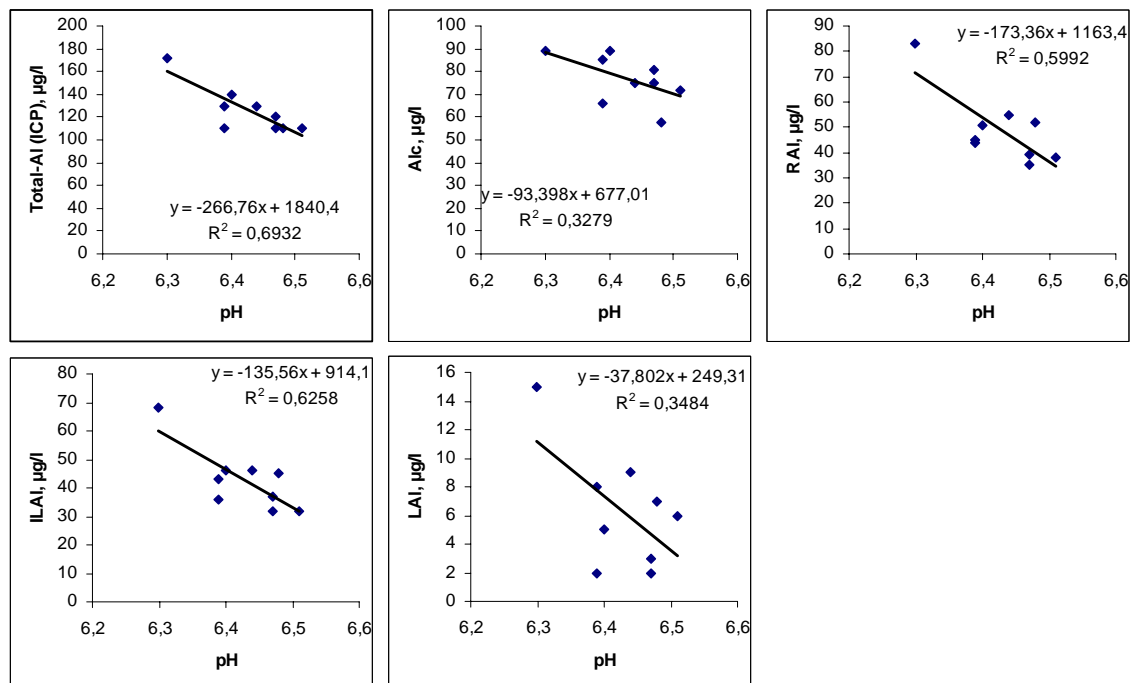 Total-Al (ICP), µg/l
200
180
160
140
120
100
80
60
40
20
0
y = -266,76x + 1840,4
R2 = 0,6932
6,2 6,3 6,4 6,5 6,6
pH
Alc, µg/l
100
90
80
70
60
50
40
30
20
10
0
y = -93,398x + 677,01
R2 = 0,3279
6,2 6,3 6,4 6,5 6,6
pH
RAl, µg/l
90
80
70
60
50
40
30
20
10
0
y = -173,36x + 1163,4
R2 = 0,5992
6,2 6,3 6,4 6,5 6,6
pH
ILAl, µg/l
80
70
60
50
40
30
20
10
0
y = -135,56x + 914,1
R2 = 0,6258
6,2 6,3 6,4 6,5 6,6
pH
LAl, µg/l
16
14
12
10
8
6
4
2
0
y = -37,802x + 249,31
R2 = 0,3484
6,2 6,3 6,4 6,5 6,6
pH